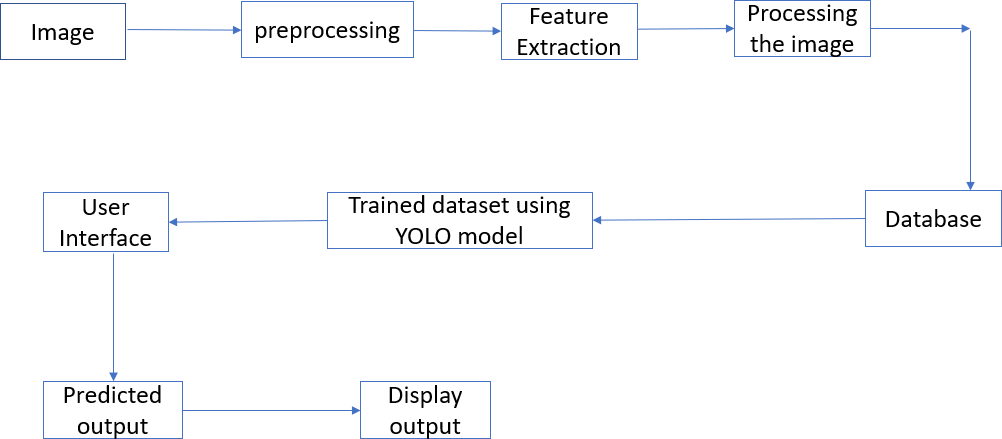 Image
preprocessing
Feature
Extraction
Processing
the image
User
Interface
Trained dataset using
YOLO model
Database
Predicted
output
Display
output